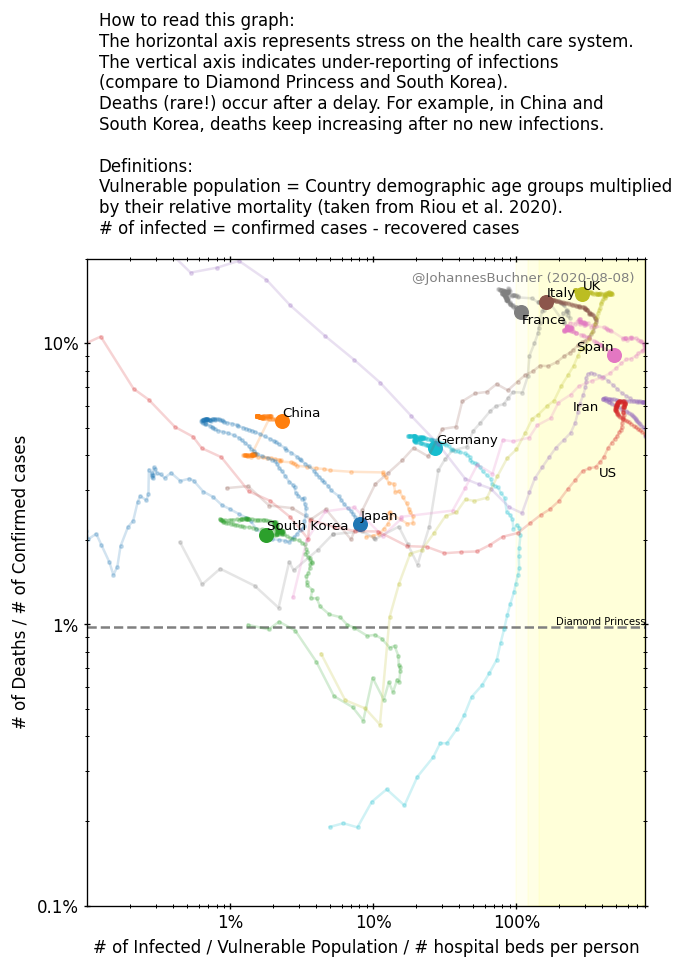 How to read this graph:
The horizontal axis represents stress on the health care system.
The vertical axis indicates under-reporting of infections
(compare to Diamond Princess and South Korea).
Deaths (rare!) occur after a delay. For example, in China and
South Korea, deaths keep increasing after no new infections.
Definitions:
Vulnerable population = Country demographic age groups multiplied
by their relative mortality (taken from Riou et al. 2020).
# of infected = confirmed cases - recovered cases
@JohannesBuchner (2020-08-08)
Italy
UK
France
Spain
Iran
US
China
Germany
Japan
South Korea
Diamond Princess
10%
1%
0.1%
# of Deaths / # of Confirmed cases
1%
10%
100%
# of Infected / Vulnerable Population / # hospital beds per person